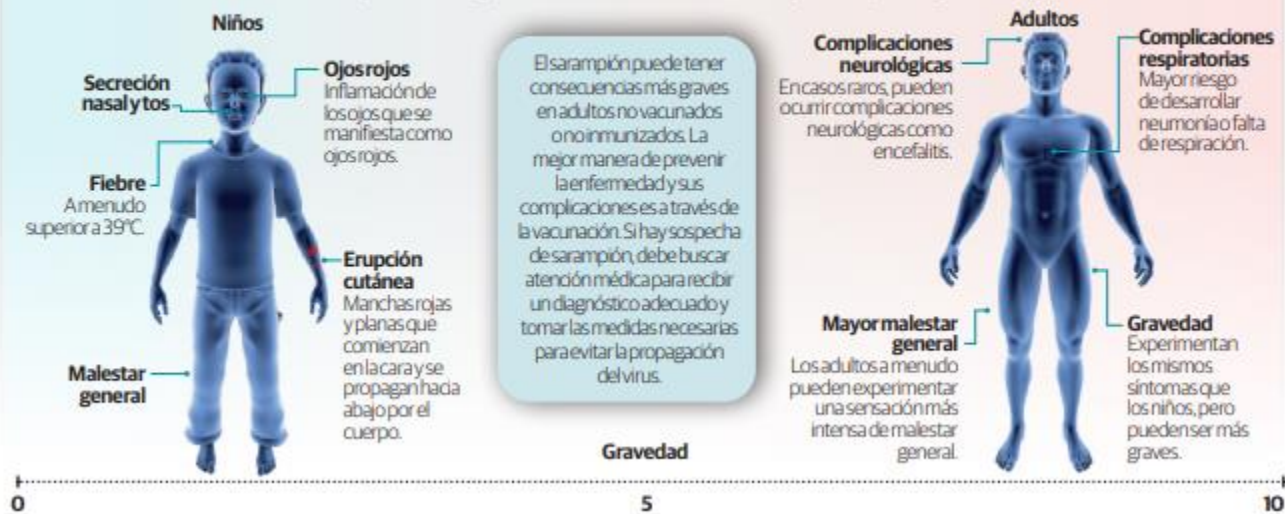 Niños
Secreción
nasal y tos
Ojos rojos
Inflamación de
los ojos que se
manifiesta como
ojos rojos.
Fiebre
A menudo
superior a 39°C.
Erupción
cutánea
Manchas rojas
y planas que
comienzan
en la cara y se
propagan hacia
abajo por el
cuerpo.
Malestar
general
El sarampión puede tener
consecuencias más graves
en adultos no vacunados
o no inmunizados. La
mejor manera de prevenir
la enfermedad y sus
complicaciones es a través de
la vacunación. Si hay sospecha
de sarampión, debe buscar
atención médica para recibir
un diagnóstico adecuado y
tomar las medidas necesarias
para evitar la propagación
del virus.
Adultos
Complicaciones
neurológicas
En casos raros, pueden
ocurrir complicaciones
neurológicas como
encefalitis.
Complicaciones
respiratorias
Mayor riesgo
de desarrollar
neumonía o falta
de respiración.
Mayor malestar
general
Los adultos a menudo
pueden experimentar
una sensación más
intensa de malestar
general.
Gravedad
Experimentan
los mismos
síntomas que
los niños, pero
pueden ser más
graves.
Gravedad
0
5
10